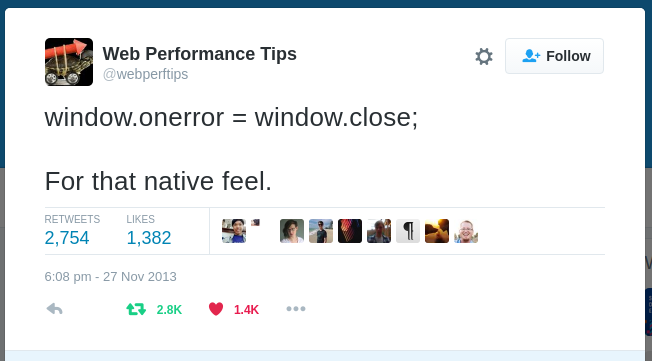 Web Performance Tips
@webperftips
Follow
window.onerror = window.close;
For that native feel.
RETWEETS LIKES
2,754 1,382
¶
6:08 pm - 27 Nov 2013
2.8K 1.4K